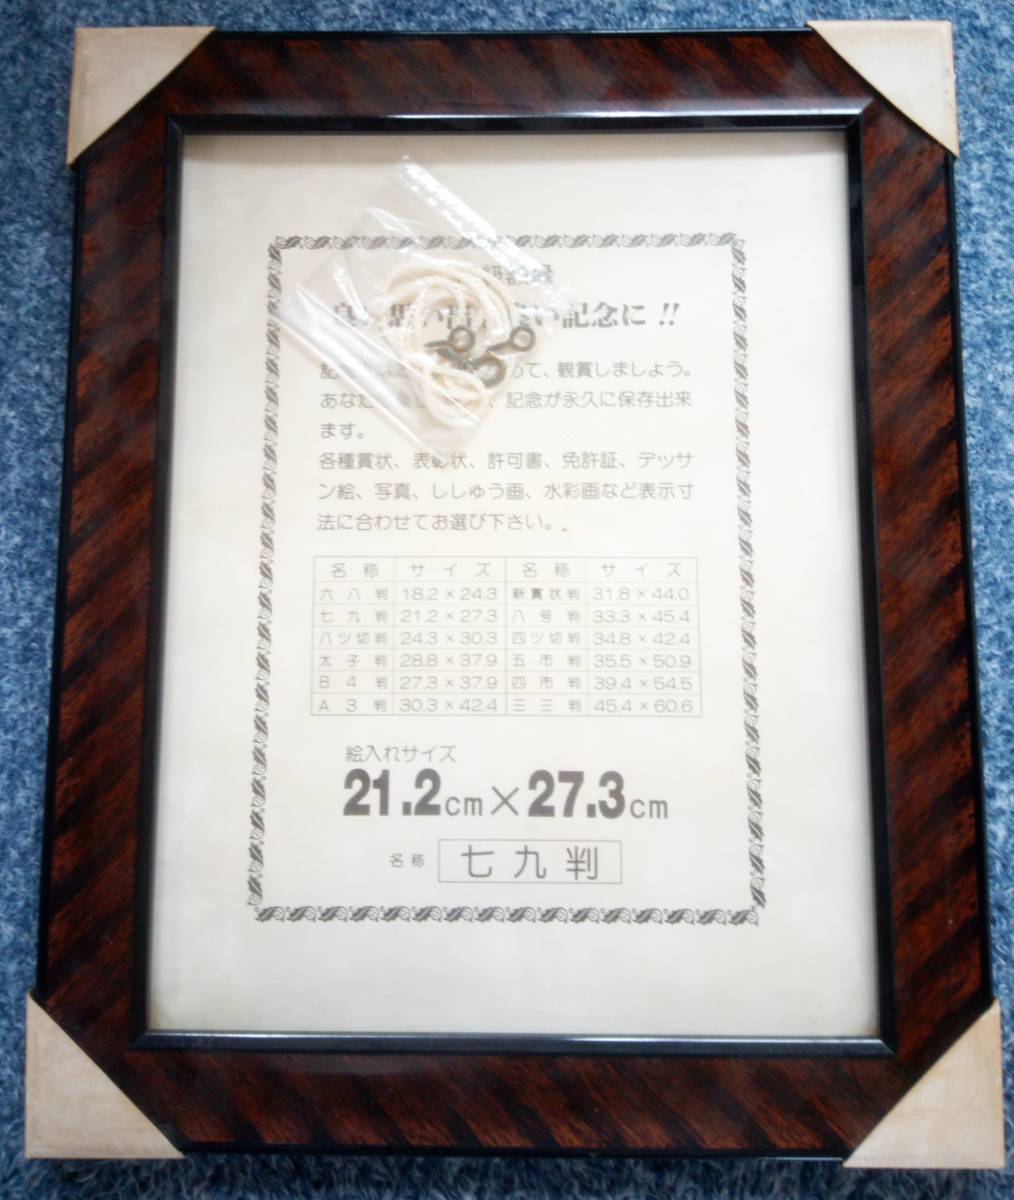 級額縁
い記念に!!
て、観賞しましょう。
あなた 、記念が永久に保存出来
ます。
各種賞状、表彰状、許可書、免許証、デッサ
ン絵、写真、ししゅう画、水彩画など表示寸
法に合わせてお選び下さい。
名称 サイズ 名称 サイズ
六八判 18.2×24.3 新賞状判 31.8×44.0
七九判 21.2×27.3 八号判 33.3×45.4
八ツ切判 24.3×30.3 四ツ切判 34.8×42.4
太子判 28.8×37.9 五市判 35.5×50.9
B4判 27.3×37.9 四市判 39.4×54.5
A3判 30.3×42.4 三三判 45.4×60.6
絵入れサイズ
21.2cm×27.3cm
名称 七九判